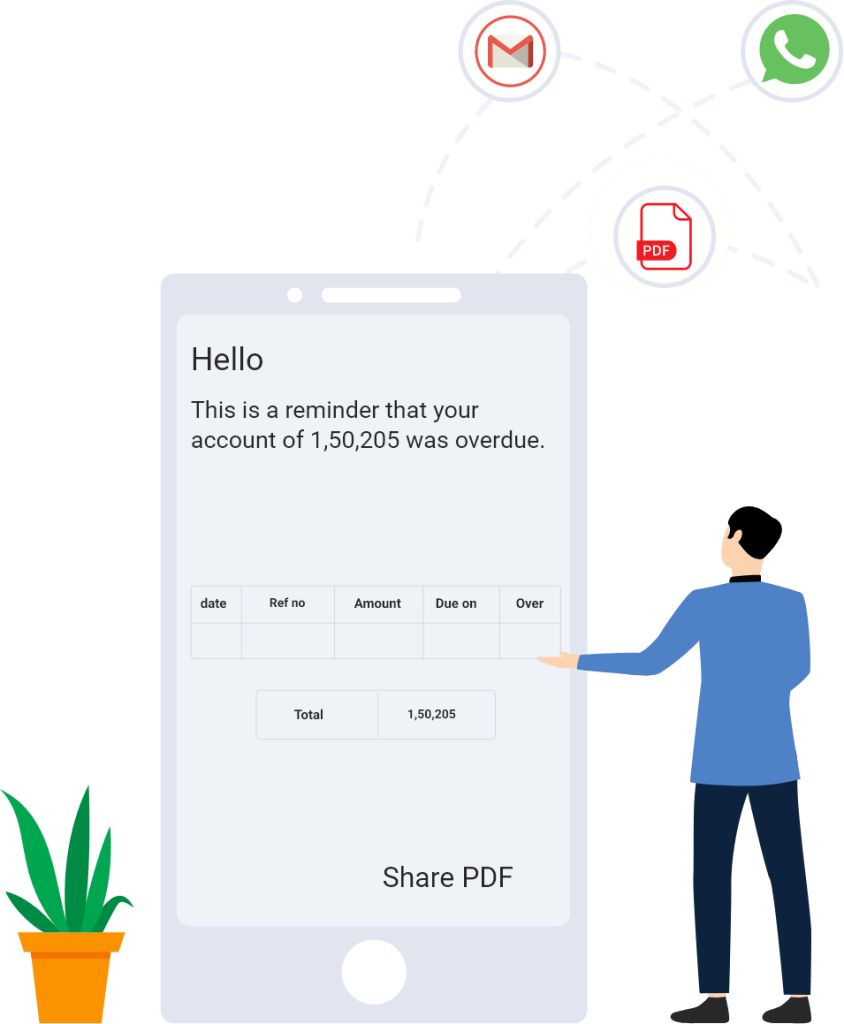 PDF
Hello
This is a reminder that your
account of 1,50,205 was overdue.
date Ref no Amount Due on Over
Total 1,50,205
Share PDF